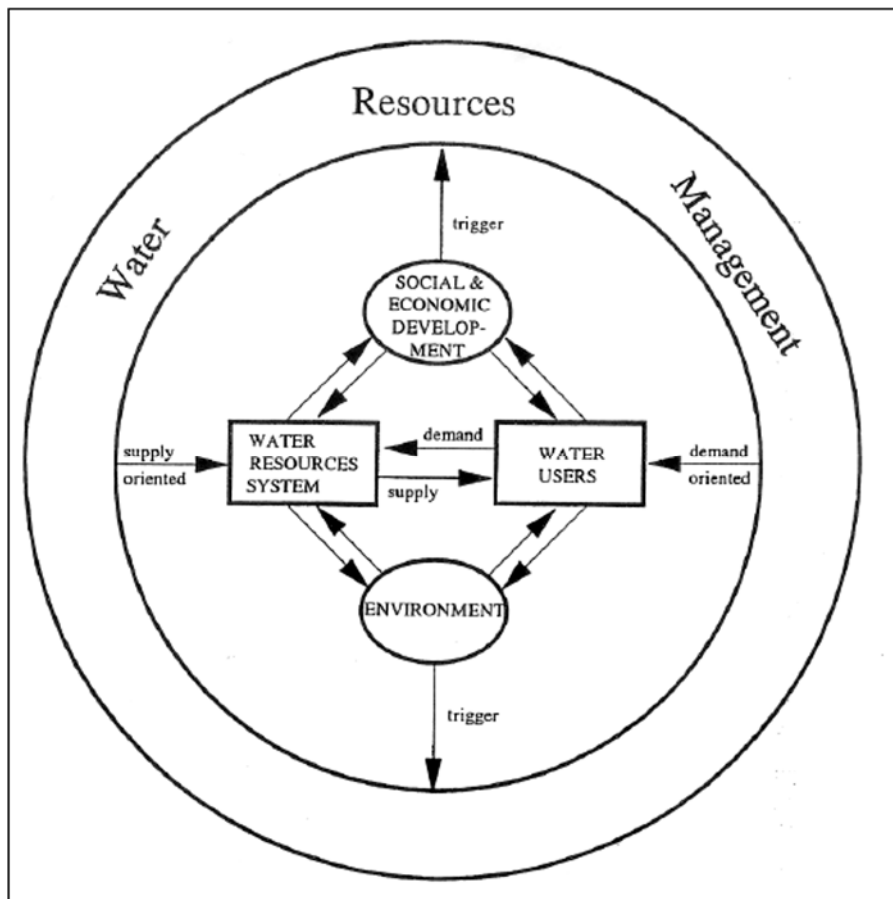 Water
Resources
Management
trigger
SOCIAL &
ECONOMIC
DEVELOP-
MENT
supply
oriented
WATER
RESOURCES
SYSTEM
demand
supply
WATER
USERS
demand
oriented
ENVIRONMENT
trigger